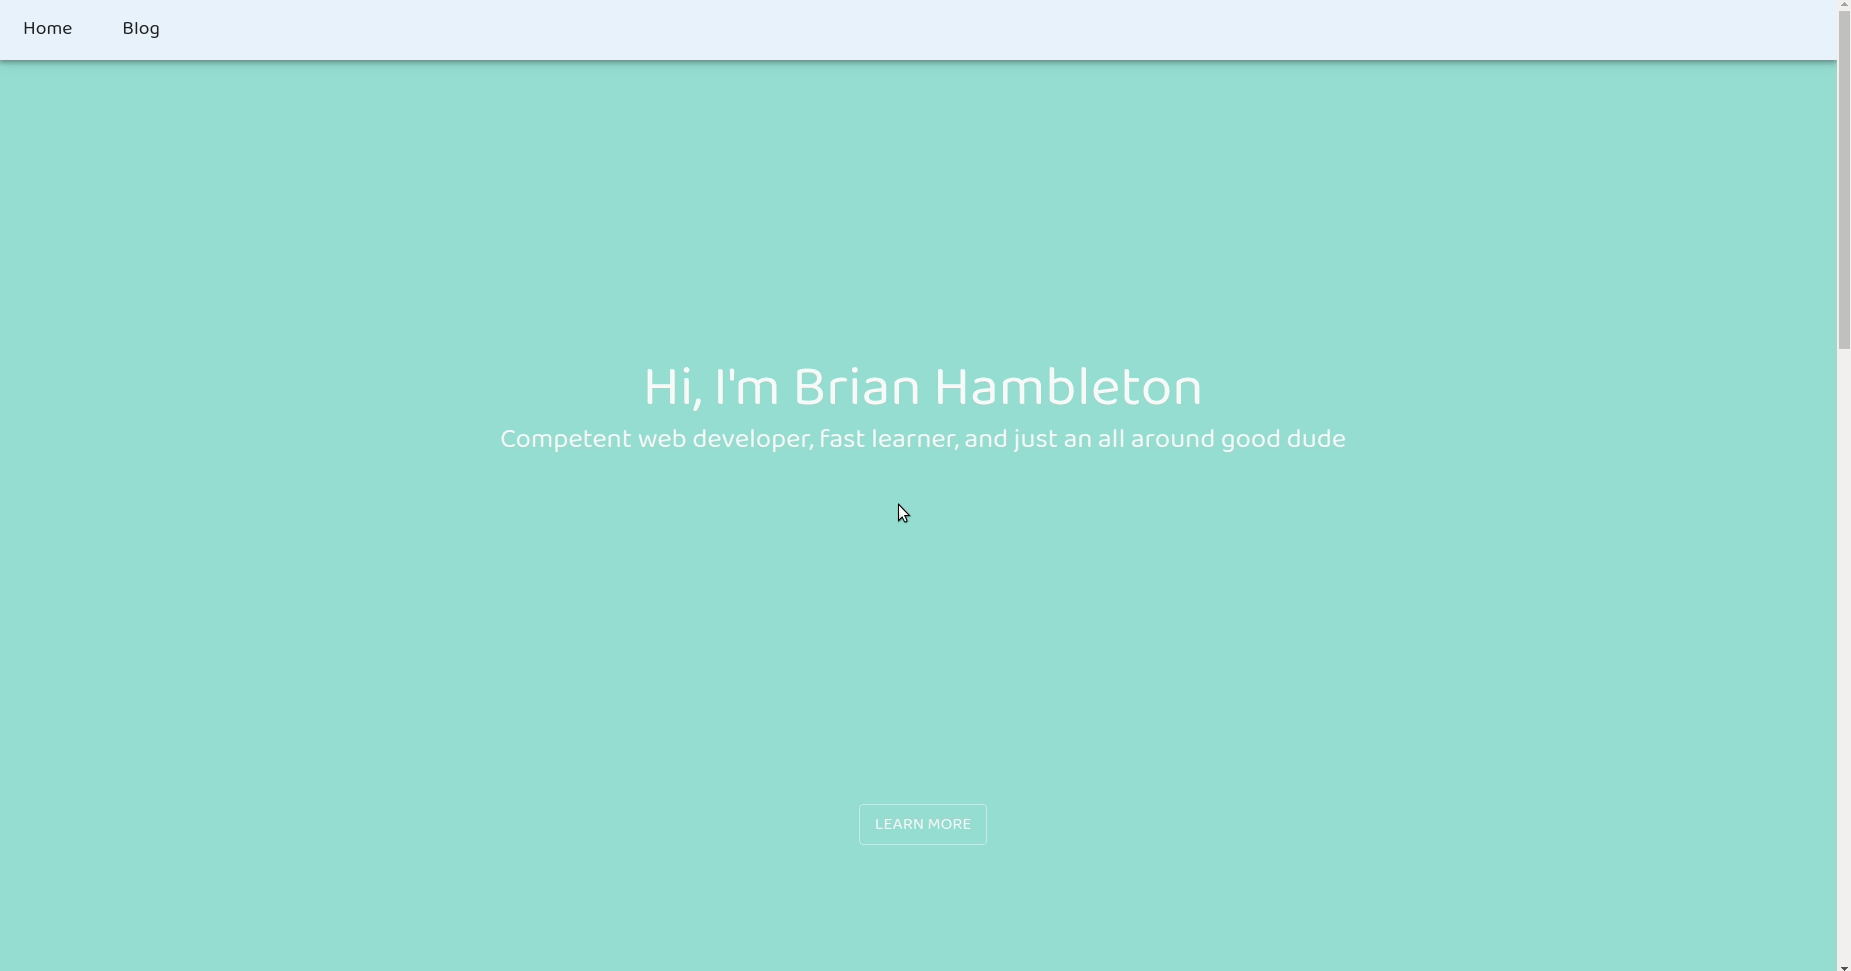 Home Blog
Hi, I'm Brian Hambleton
Competent web developer, fast learner, and just an all around good dude
LEARN MORE